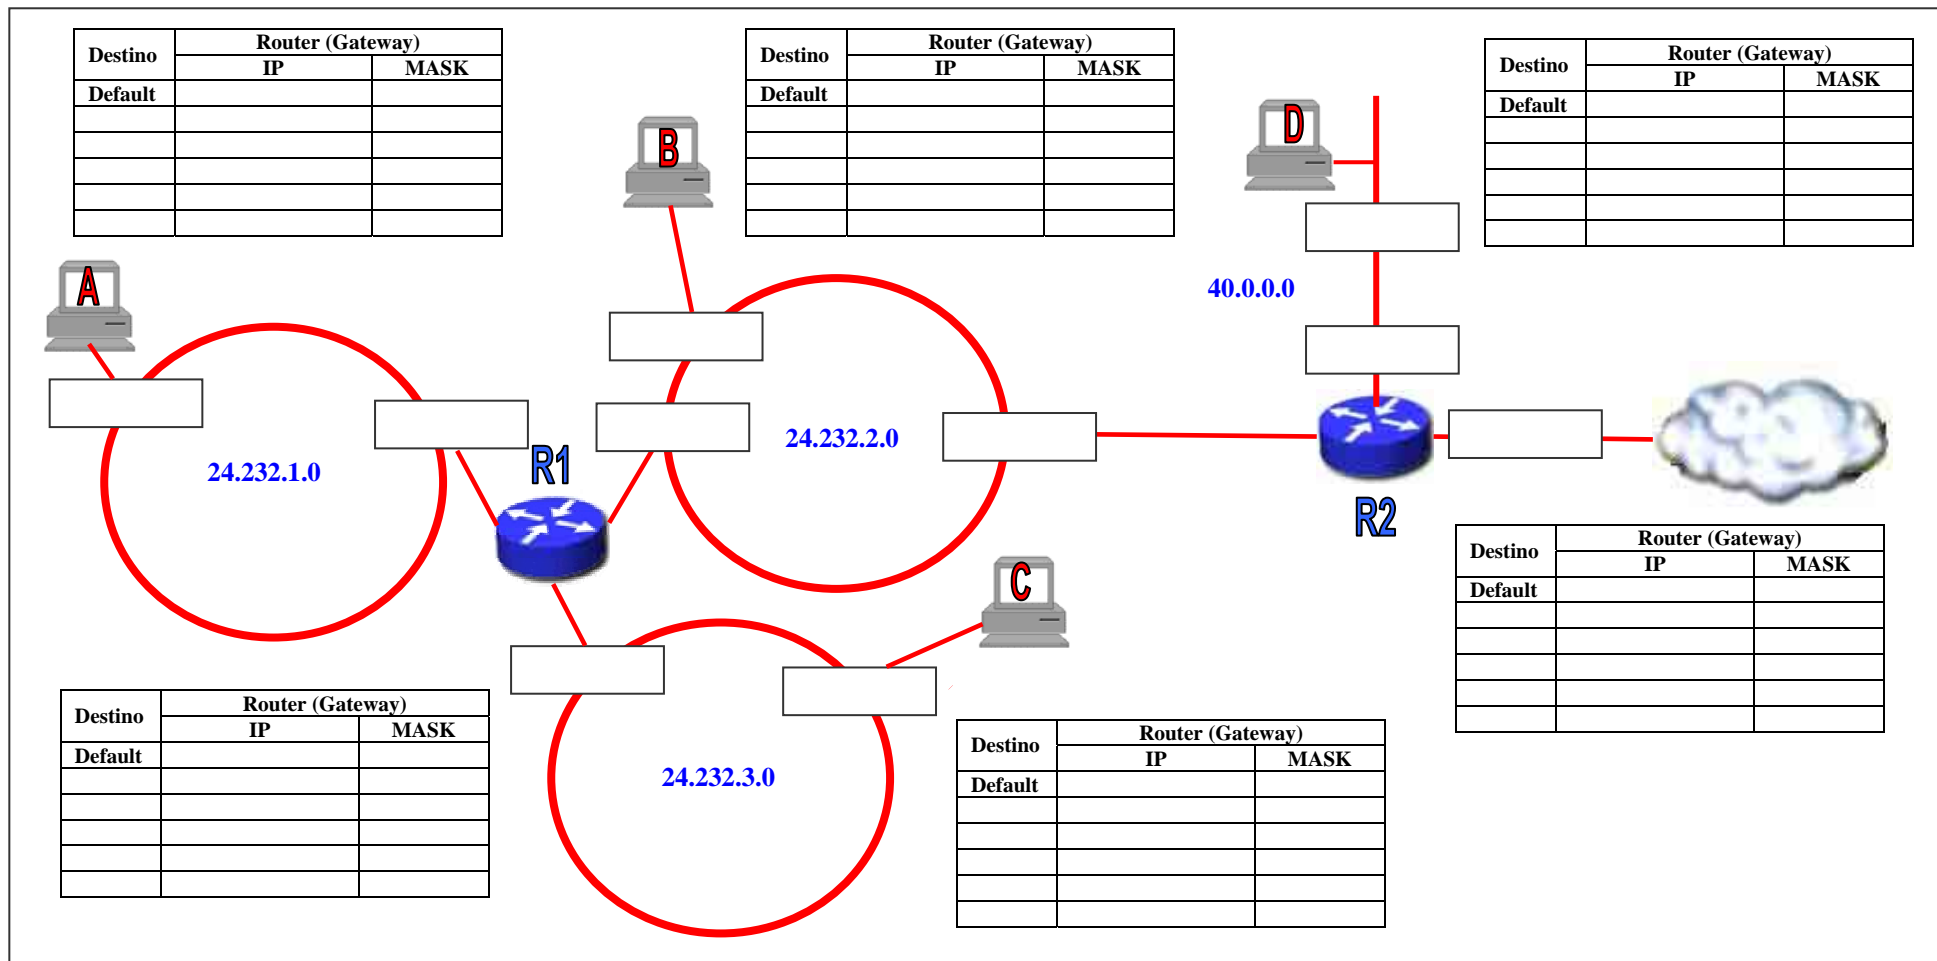 Destino Router (Gateway)
IP MASK
Default
Destino Router (Gateway)
IP MASK
Default
Destino Router (Gateway)
IP MASK
Default
A
B
D
40.0.0.0
24.232.1.0
R1
24.232.2.0
R2
C
24.232.3.0
Destino Router (Gateway)
IP MASK
Default
Destino Router (Gateway)
IP MASK
Default
Destino Router (Gateway)
IP MASK
Default